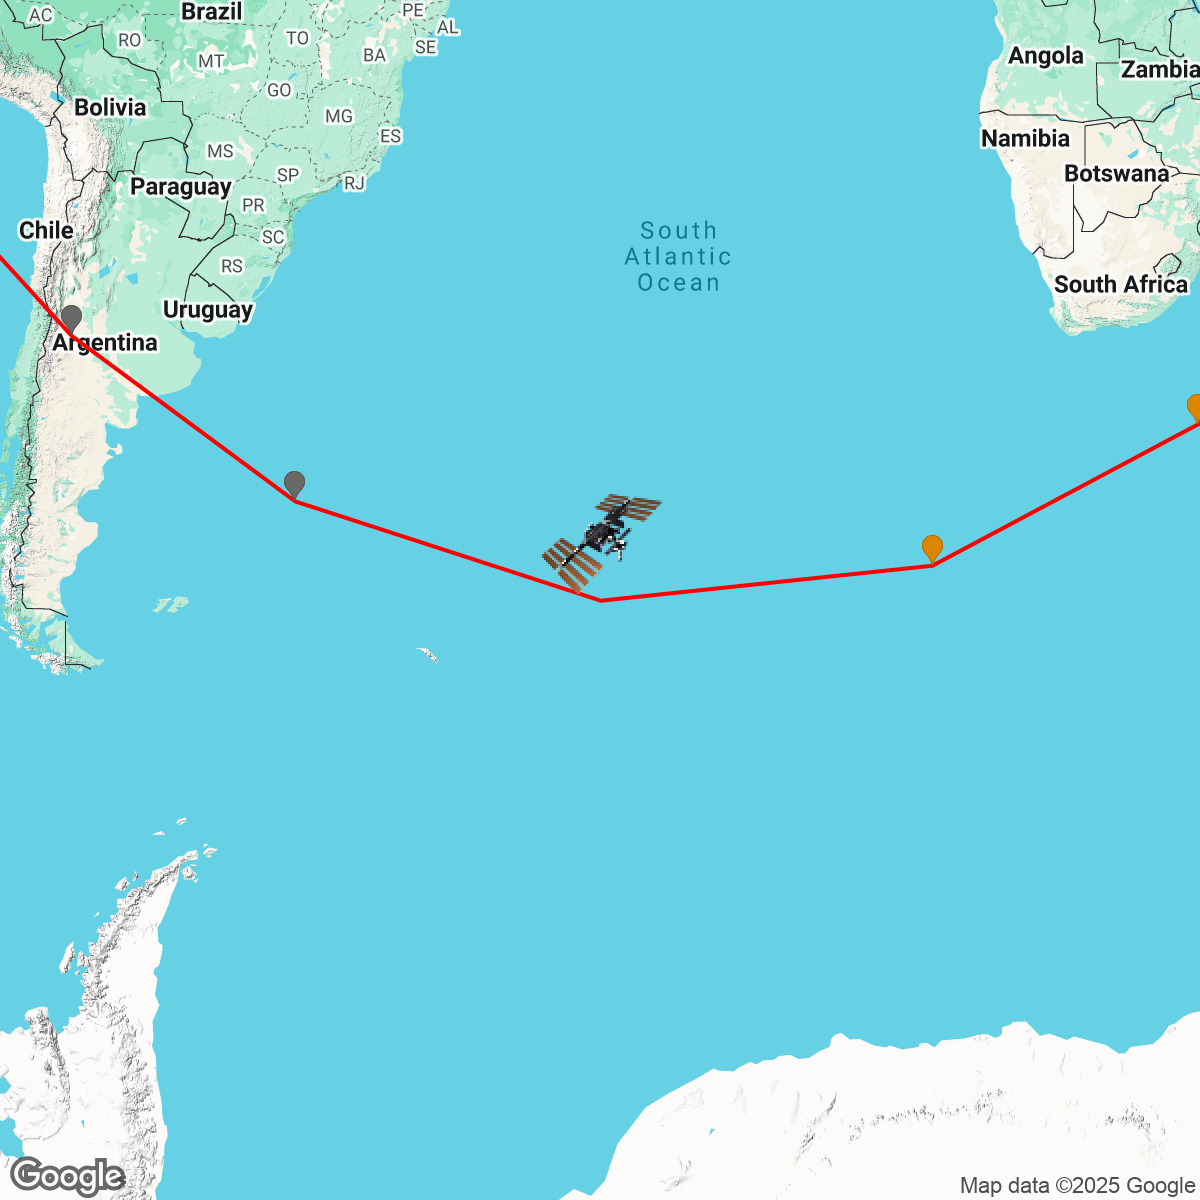 AC
Brazil
PE
AL
RO
TO
SE
MT
BA
Angola
Zambia
GO
Bolivia
MG
ES
Namibia
MS
SP
Botswana
Paraguay
RJ
PR
Chile
SC
South
Atlantic
Ocean
RS
South Africa
Uruguay
Argentina
Google
Map data ©2025 Google